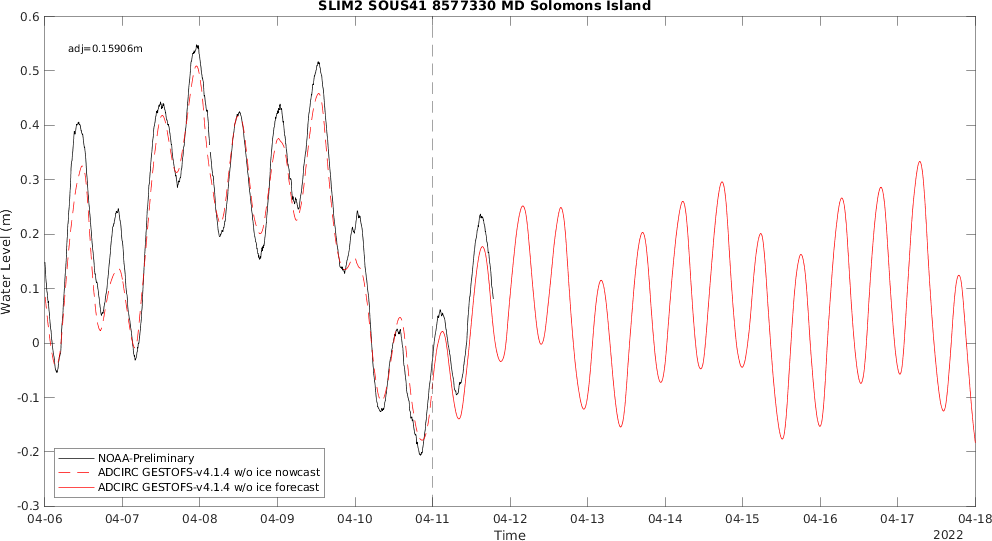 SLIM2 SOUS41 8577330 MD Solomons Island
adj=0.15906m
0.6
0.5
0.4
0.3
0.2
0.1
0
-0.1
-0.2
-0.3
Water Level (m)
NOAA-Preliminary
ADCIRC GESTOFS-v4.1.4 w/o ice nowcast
ADCIRC GESTOFS-v4.1.4 w/o ice forecast
04-06 04-07 04-08 04-09 04-10 04-11 04-12 04-13 04-14 04-15 04-16 04-17 04-18
Time
2022